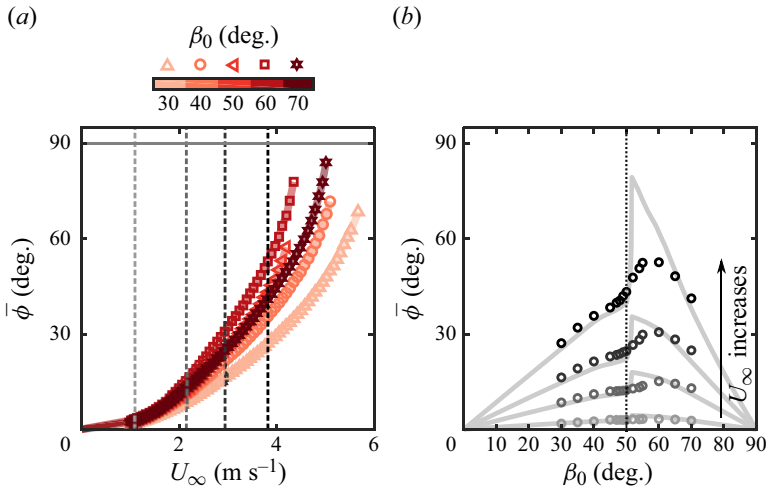 (a)
β0 (deg.)
30 40 50 60 70
90
60
30
0
2 4 6
ϕ̅ (deg.)
U∞ (m s−1)
(b)
90
60
30
0 10 20 30 40 50 60 70 80 90
ϕ̅ (deg.)
β0 (deg.)
U∞ increases